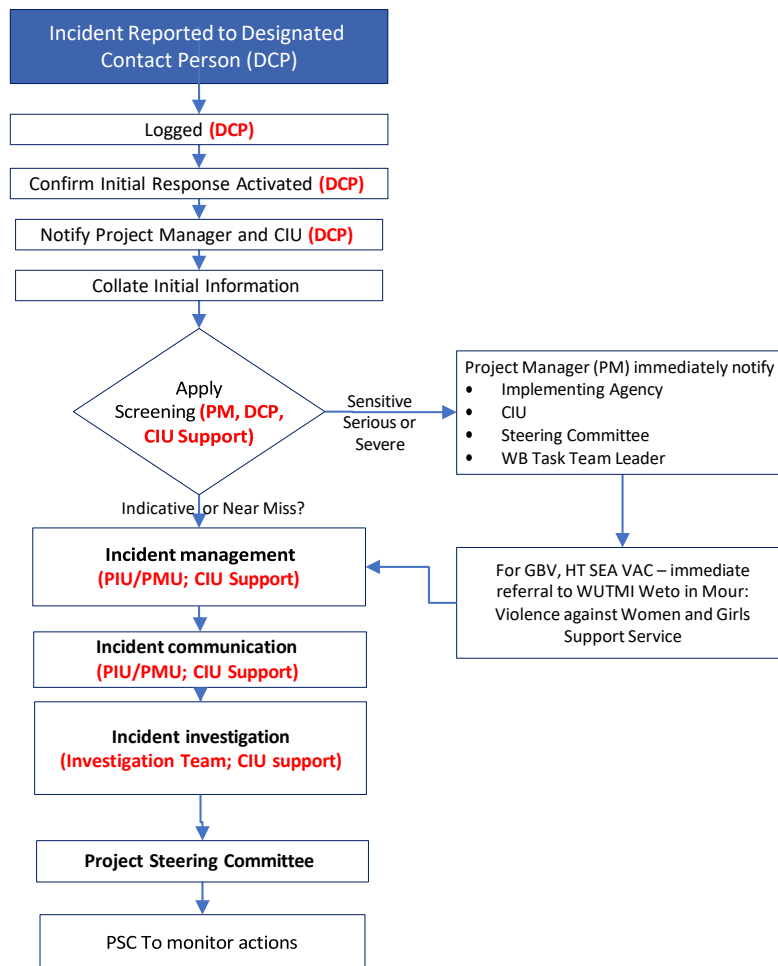 Incident Reported to Designated
Contact Person (DCP)
Logged (DCP)
Confirm Initial Response Activated (DCP)
Notify Project Manager and CIU (DCP)
Collate Initial Information
Apply
Screening (PM, DCP,
CIU Support)
Sensitive
Serious or
Severe
Project Manager (PM) immediately notify
• Implementing Agency
• CIU
• Steering Committee
• WB Task Team Leader
Indicative or Near Miss?
For GBV, HT SEA VAC – immediate
referral to WUTMI Weto in Mour:
Violence against Women and Girls
Support Service
Incident management
(PIU/PMU; CIU Support)
Incident communication
(PIU/PMU; CIU Support)
Incident investigation
(Investigation Team; CIU support)
Project Steering Committee
PSC To monitor actions